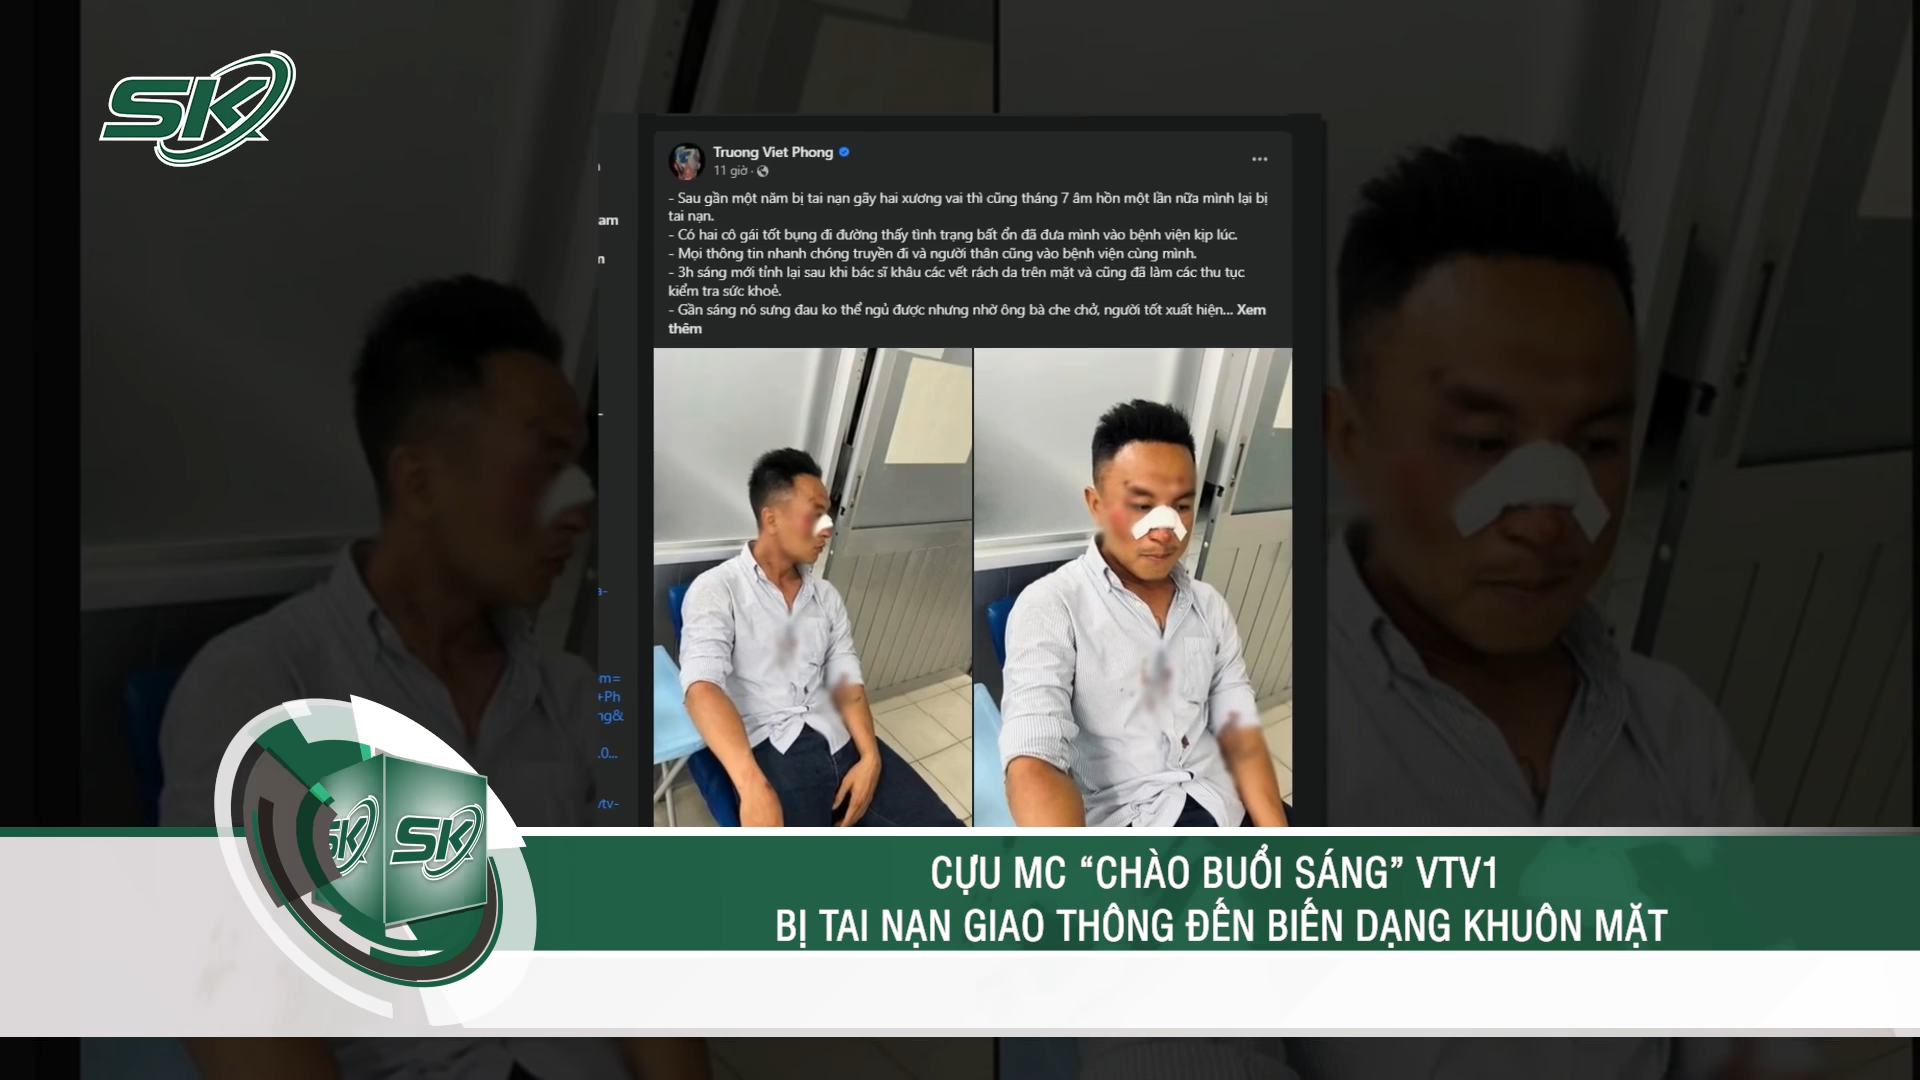 SK
Truong Viet Phong
11 giờ ·
- Sau gần một năm bị tai nạn gãy hai xương vai thì cũng tháng 7 âm hồn một lần nữa mình lại bị
tai nạn.
- Có hai cô gái tốt bụng đi đường thấy tình trạng bất ổn đã đưa mình vào bệnh viện kịp lúc.
- Mọi thông tin nhanh chóng truyền đi và người thân cũng vào bệnh viện cùng mình.
- 3h sáng mới tỉnh lại sau khi bác sĩ khâu các vết rách da trên mặt và cũng đã làm các thu tục
kiểm tra sức khoẻ.
- Gần sáng nó sưng đau ko thể ngủ được nhưng nhờ ông bà che chở, người tốt xuất hiện... Xem
thêm
am
a-
om=
+Ph
ng&
.0...
/tv-
SK SK
CỰU MC “CHÀO BUỔI SÁNG” VTV1
BỊ TAI NẠN GIAO THÔNG ĐẾN BIẾN DẠNG KHUÔN MẶT